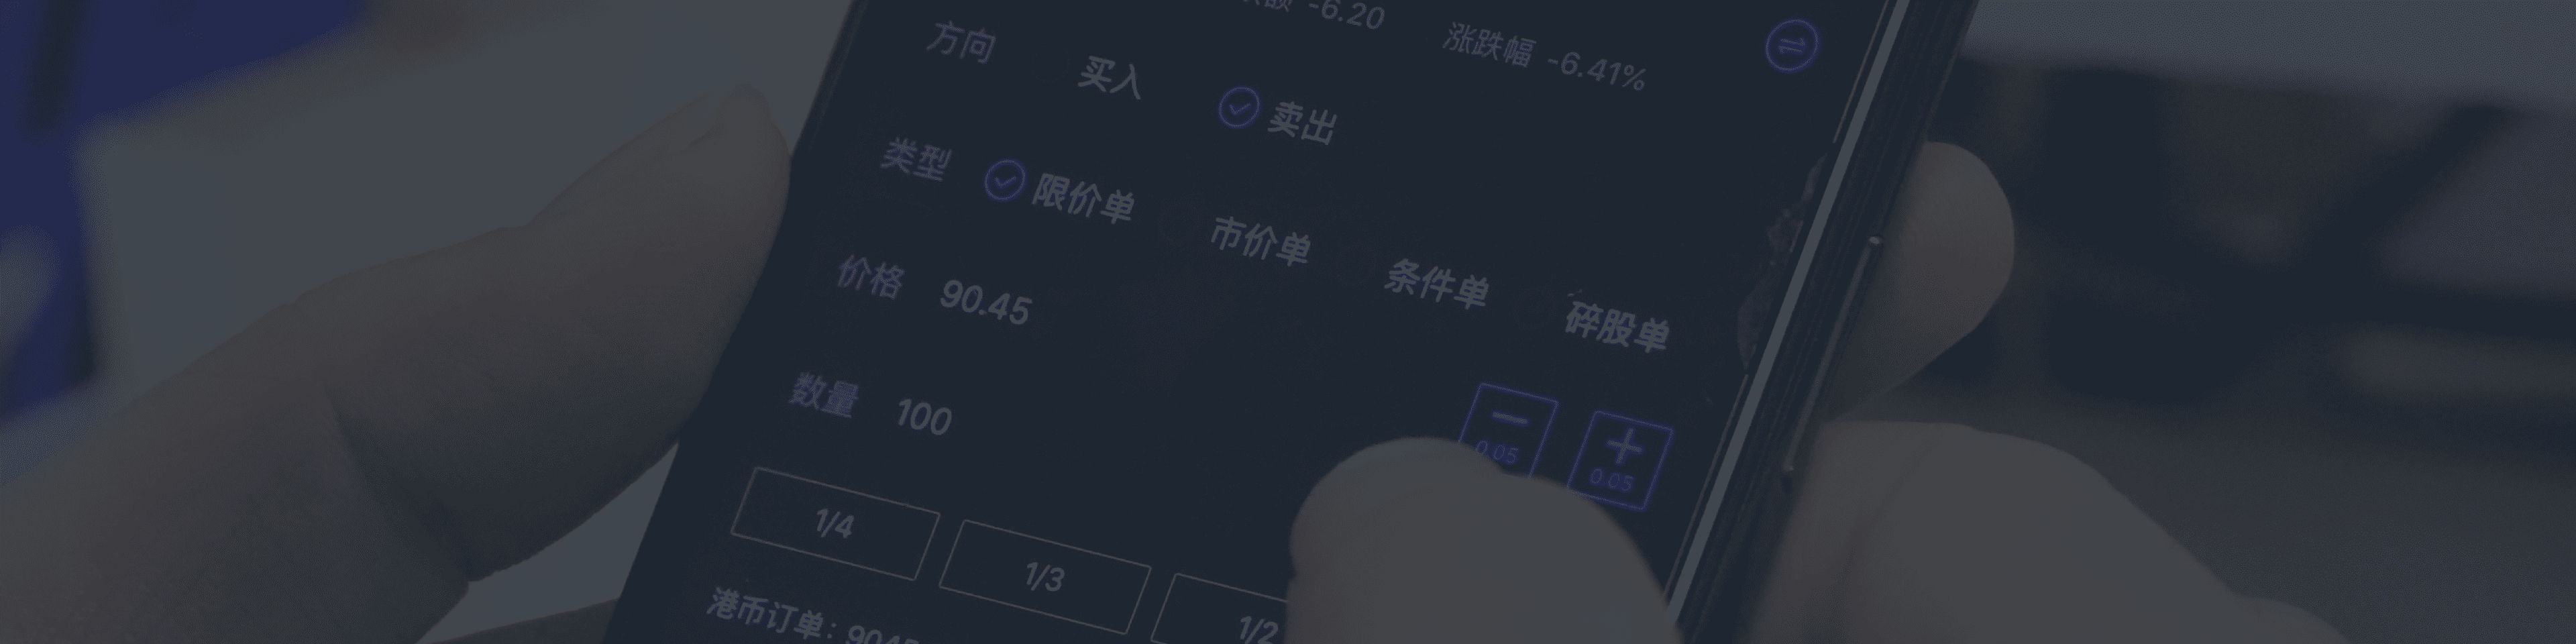 额 -6.20 涨跌幅 -6.41%
方向 买入 卖出
类型 限价单 市价单 条件单 碎股单
价格 90.45
数量 100
0.05 0.05
1/4 1/3 1/2
港币订单: 9045